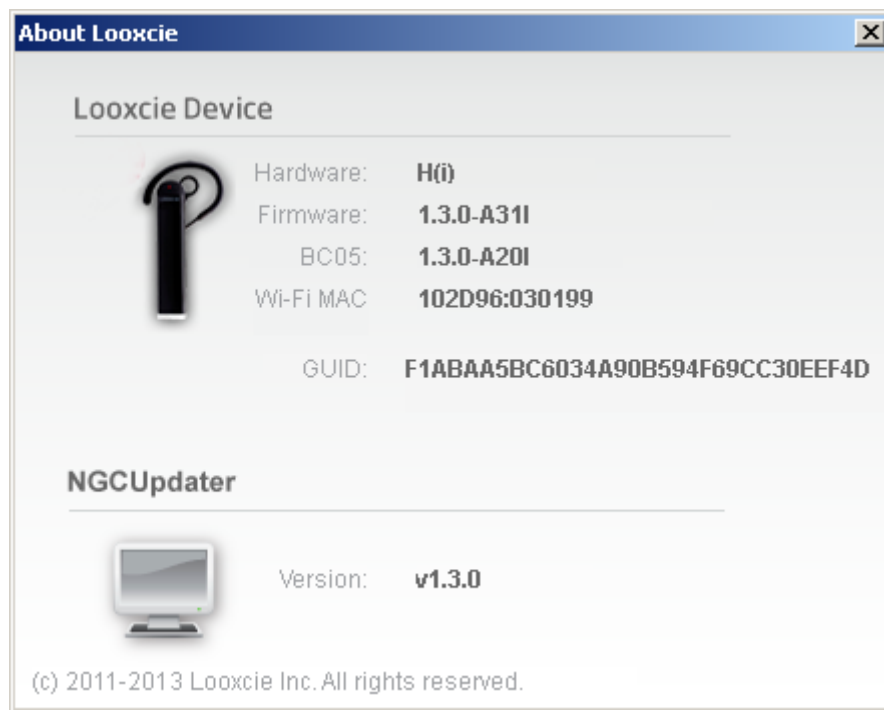 About Looxcie
Looxcie Device
Hardware: H(i)
Firmware: 1.3.0-A31I
BC05: 1.3.0-A20I
Wi-Fi MAC 102D96:030199
GUID: F1ABAA5BC6034A90B594F69CC30EEF4D
NGCUpdater
Version: v1.3.0
(c) 2011-2013 Looxcie Inc. All rights reserved.